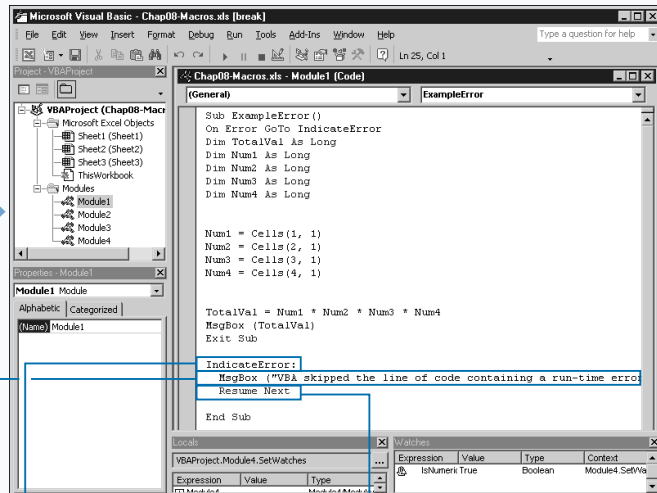 Microsoft Visual Basic - Chap08-Macros.xls [break]
File Edit View Insert Format Debug Run Tools Add-Ins Window Help
Type a question for help
Ln 25, Col 1
Project - VBAProject
VBAProject (Chap08-Macr
Microsoft Excel Objects
Sheet1 (Sheet1)
Sheet2 (Sheet2)
Sheet3 (Sheet3)
ThisWorkbook
Modules
Module1
Module2
Module3
Module4
Properties - Module1
Module1 Module
Alphabetic Categorized
(Name) Module1
Chap08-Macros.xls - Module1 (Code)
(General) ExampleError
Sub ExampleError()
On Error GoTo IndicateError
Dim TotalVal As Long
Dim Num1 As Long
Dim Num2 As Long
Dim Num3 As Long
Dim Num4 As Long
Num1 = Cells(1, 1)
Num2 = Cells(2, 1)
Num3 = Cells(3, 1)
Num4 = Cells(4, 1)
TotalVal = Num1 * Num2 * Num3 * Num4
MsgBox (TotalVal)
Exit Sub
IndicateError:
MsgBox ("VBA skipped the line of code containing a run-time erro
Resume Next
End Sub
Locals
VBAProject.Module4.SetWatches ...
Expression Value Type
Module4
Watches
Expression Value Type Context
IsNumeric True Boolean Module4.SetWa